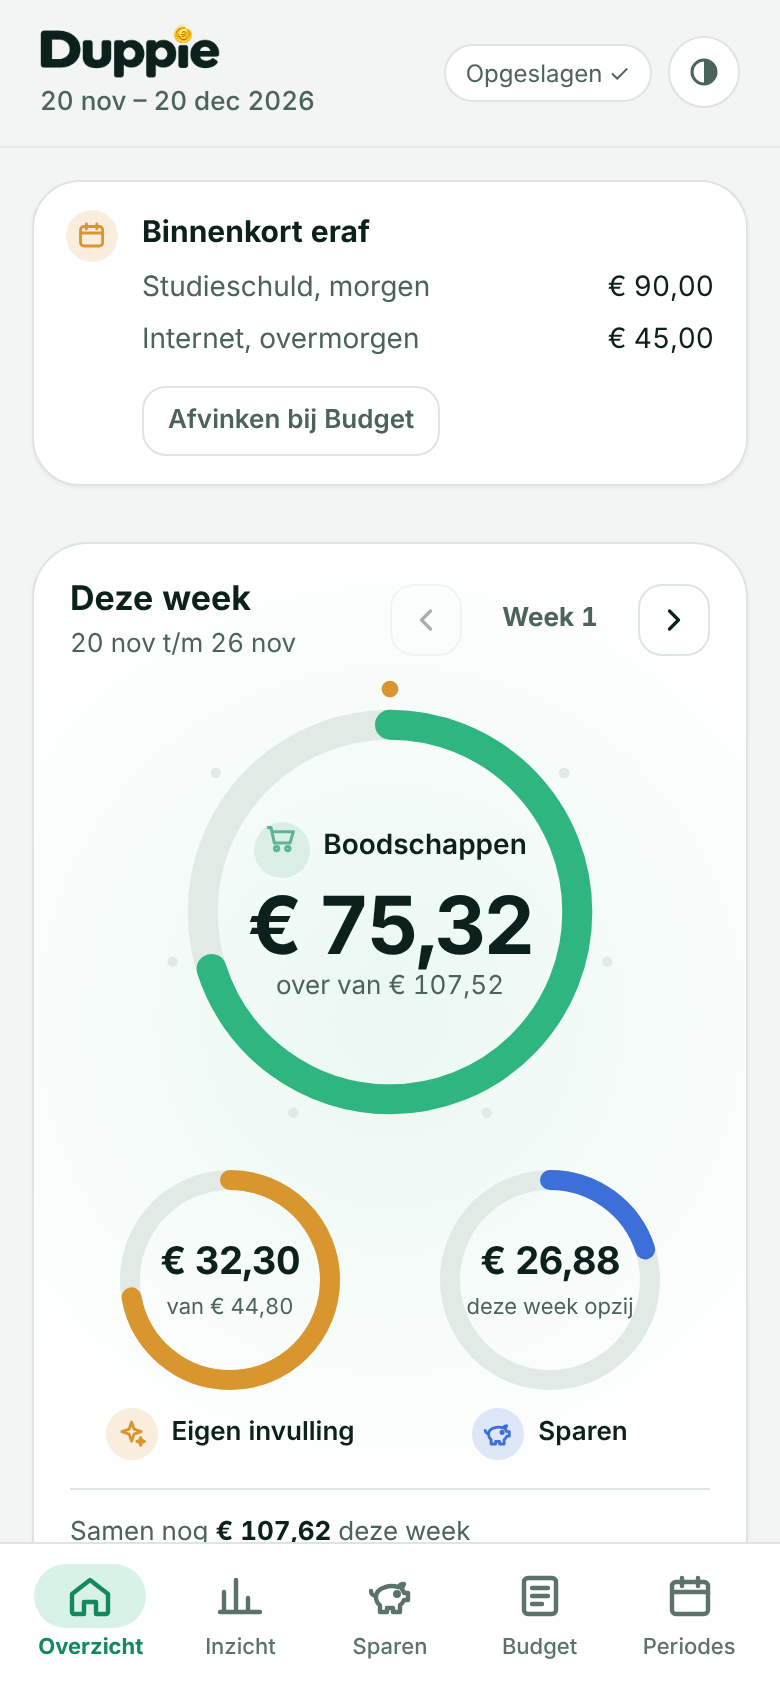 Duppie
20 nov – 20 dec 2026
Opgeslagen ✓
Binnenkort eraf
Studieschuld, morgen € 90,00
Internet, overmorgen € 45,00
Afvinken bij Budget
Deze week
20 nov t/m 26 nov
Week 1
Boodschappen
€ 75,32
over van € 107,52
€ 32,30
van € 44,80
Eigen invulling
€ 26,88
deze week opzij
Sparen
Samen nog € 107,62 deze week
Overzicht
Inzicht
Sparen
Budget
Periodes